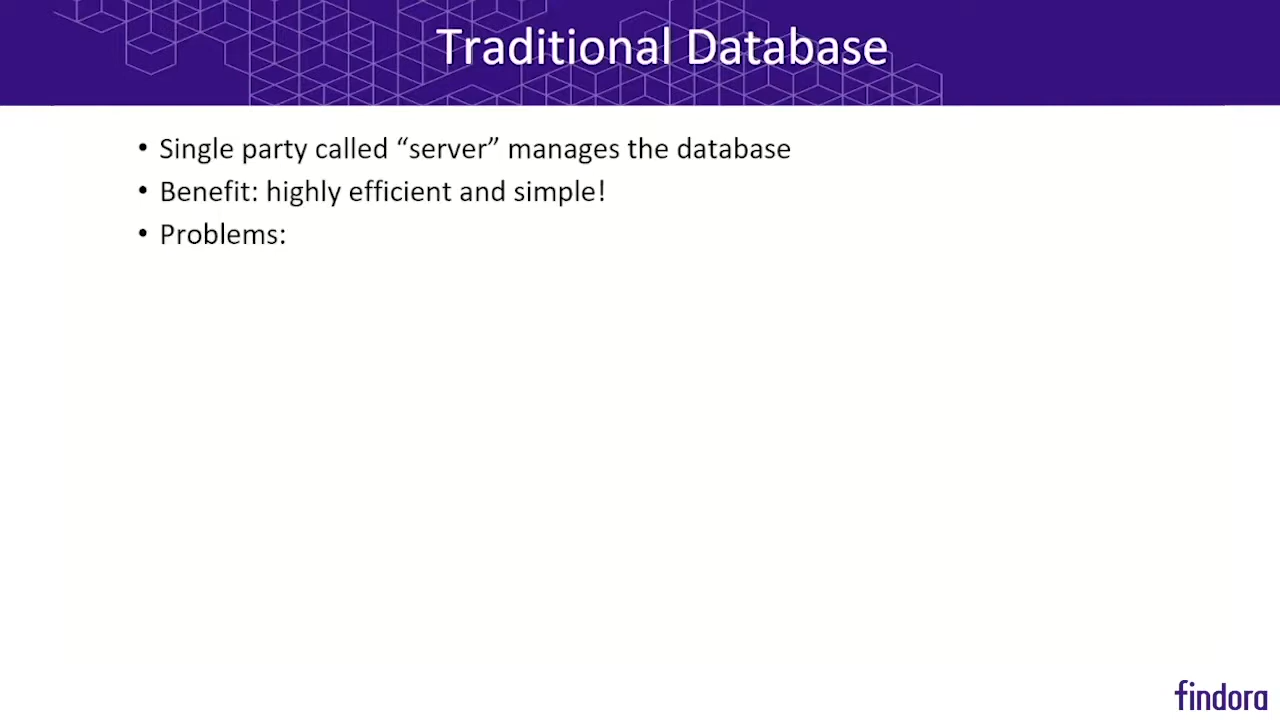 Traditional Database
• Single party called “server” manages the database
• Benefit: highly efficient and simple!
• Problems:
findora